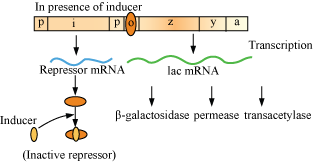 In presence of inducer
p i p o z y a
Transcription
Repressor mRNA
lac mRNA
β-galactosidase permease transacetylase
Inducer
(Inactive repressor)